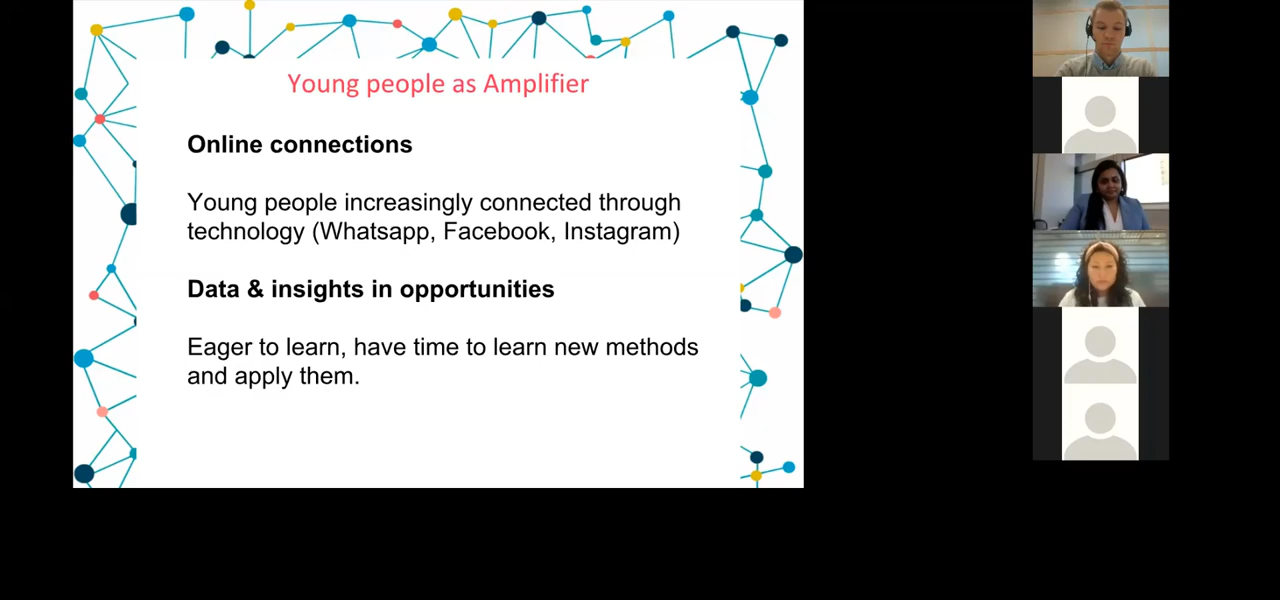 Young people as Amplifier
Online connections
Young people increasingly connected through
technology (Whatsapp, Facebook, Instagram)
Data & insights in opportunities
Eager to learn, have time to learn new methods
and apply them.